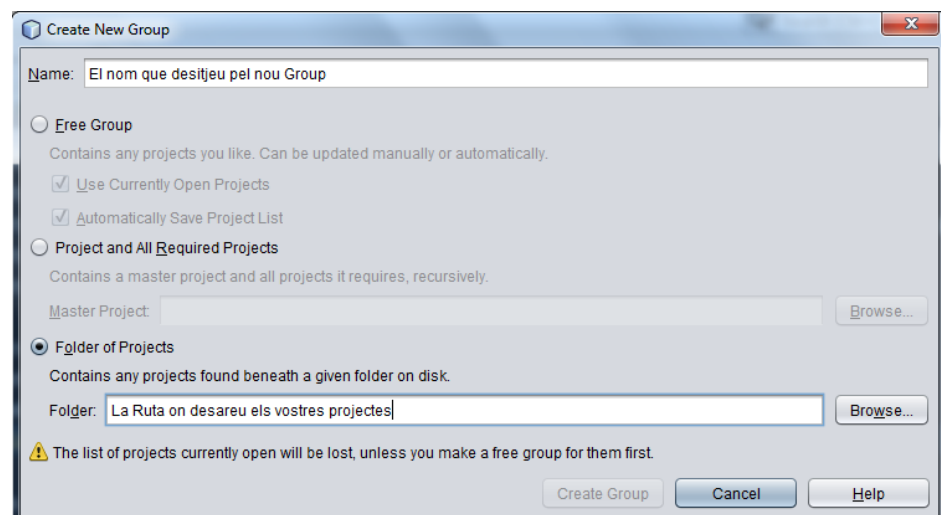 Create New Group
Name: El nom que desitjeu pel nou Group
Free Group
Contains any projects you like. Can be updated manually or automatically.
Use Currently Open Projects
Automatically Save Project List
Project and All Required Projects
Contains a master project and all projects it requires, recursively.
Master Project: Browse...
Folder of Projects
Contains any projects found beneath a given folder on disk.
Folder: La Ruta on desareu els vostres projectes Browse...
The list of projects currently open will be lost, unless you make a free group for them first.
Create Group Cancel Help